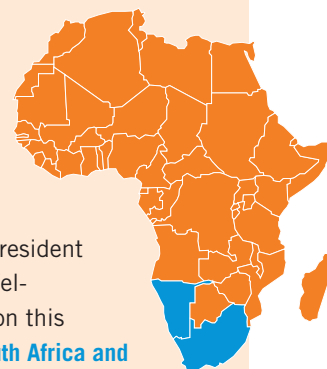 resident
el-
on this
th Africa and